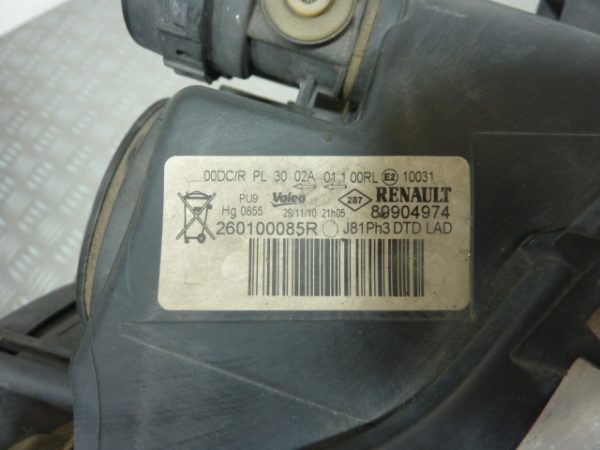 00DC/R PL 30 02A 01.1 00RL E2 10031
PU9 Valeo 287 RENAULT
Hg 0855 29/11/10 21h05 89904974
260100085R J81Ph3 DTD LAD